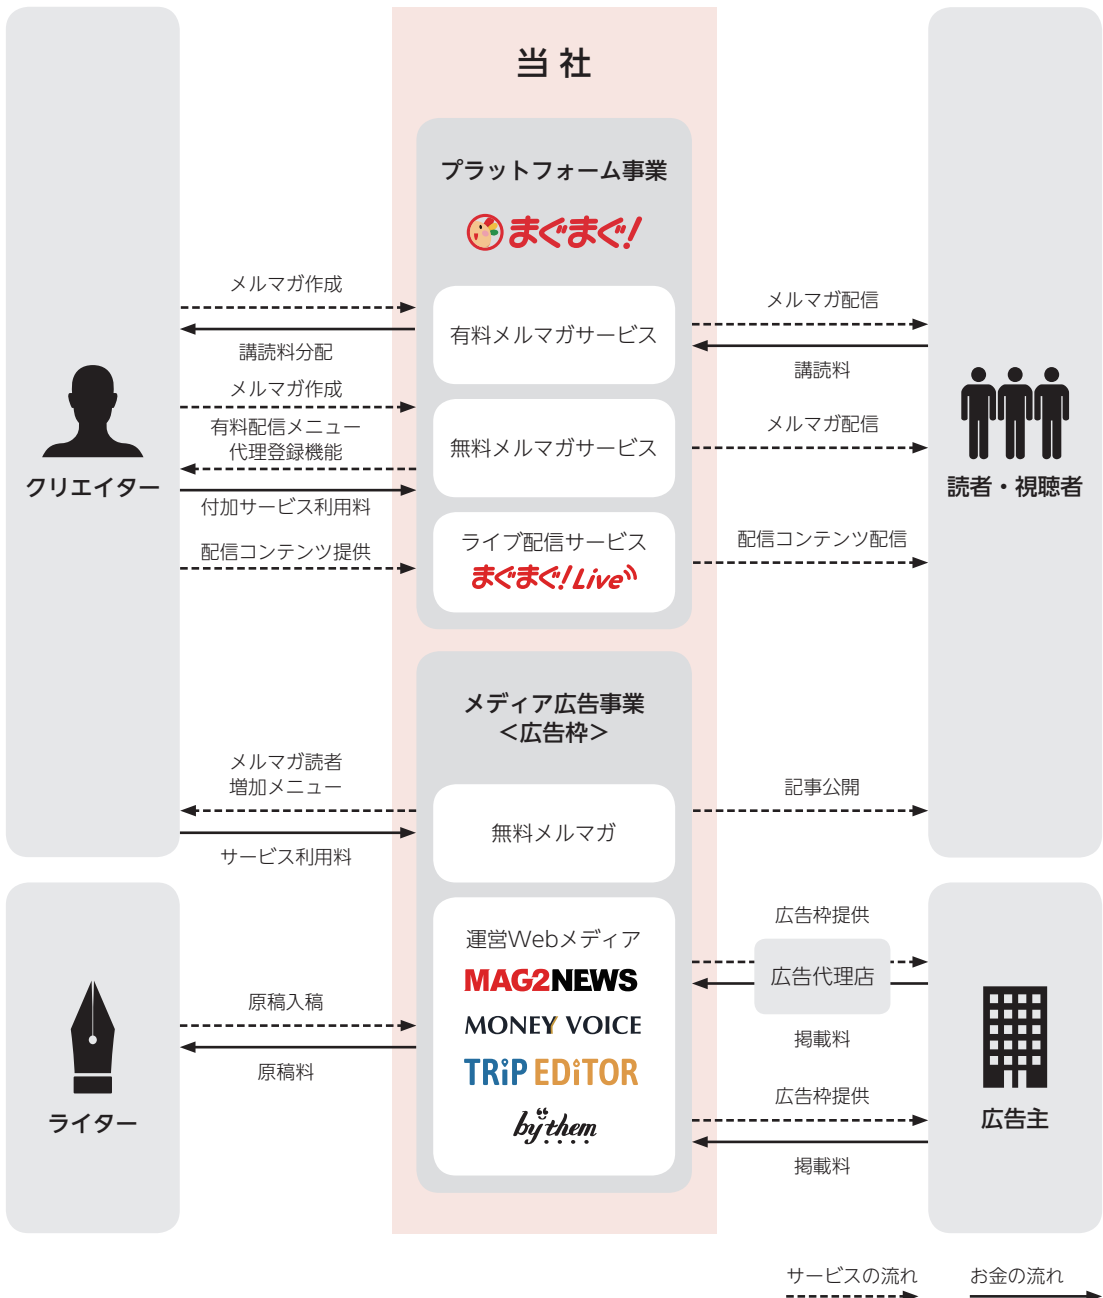 当社
プラットフォーム事業
まぐまぐ!
メルマガ作成
講読料分配
有料メルマガサービス
メルマガ配信
講読料
メルマガ作成
有料配信メニュー
代理登録機能
付加サービス利用料
無料メルマガサービス
メルマガ配信
クリエイター
読者・視聴者
配信コンテンツ提供
ライブ配信サービス
まぐまぐ!Live
配信コンテンツ配信
メディア広告事業
＜広告枠＞
メルマガ読者
増加メニュー
サービス利用料
無料メルマガ
記事公開
運営Webメディア
MAG2NEWS
MONEY VOICE
TRiP EDiTOR
by them
原稿入稿
原稿料
ライター
広告枠提供
広告代理店
掲載料
広告枠提供
掲載料
広告主
サービスの流れ
お金の流れ